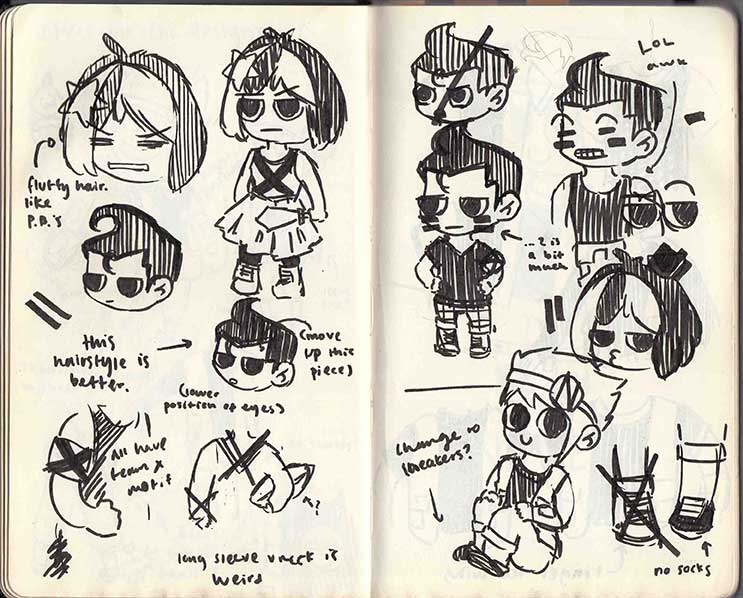 fluffy hair.
like
P.A.'s
this
hairstyle is
better.
(move
up this
piece)
(lower
position of eyes)
All have
team X
motif
?
long sleeve v neck is
weird
LOL
awk
... 2 is
a bit
much
change to
sneakers?
no socks